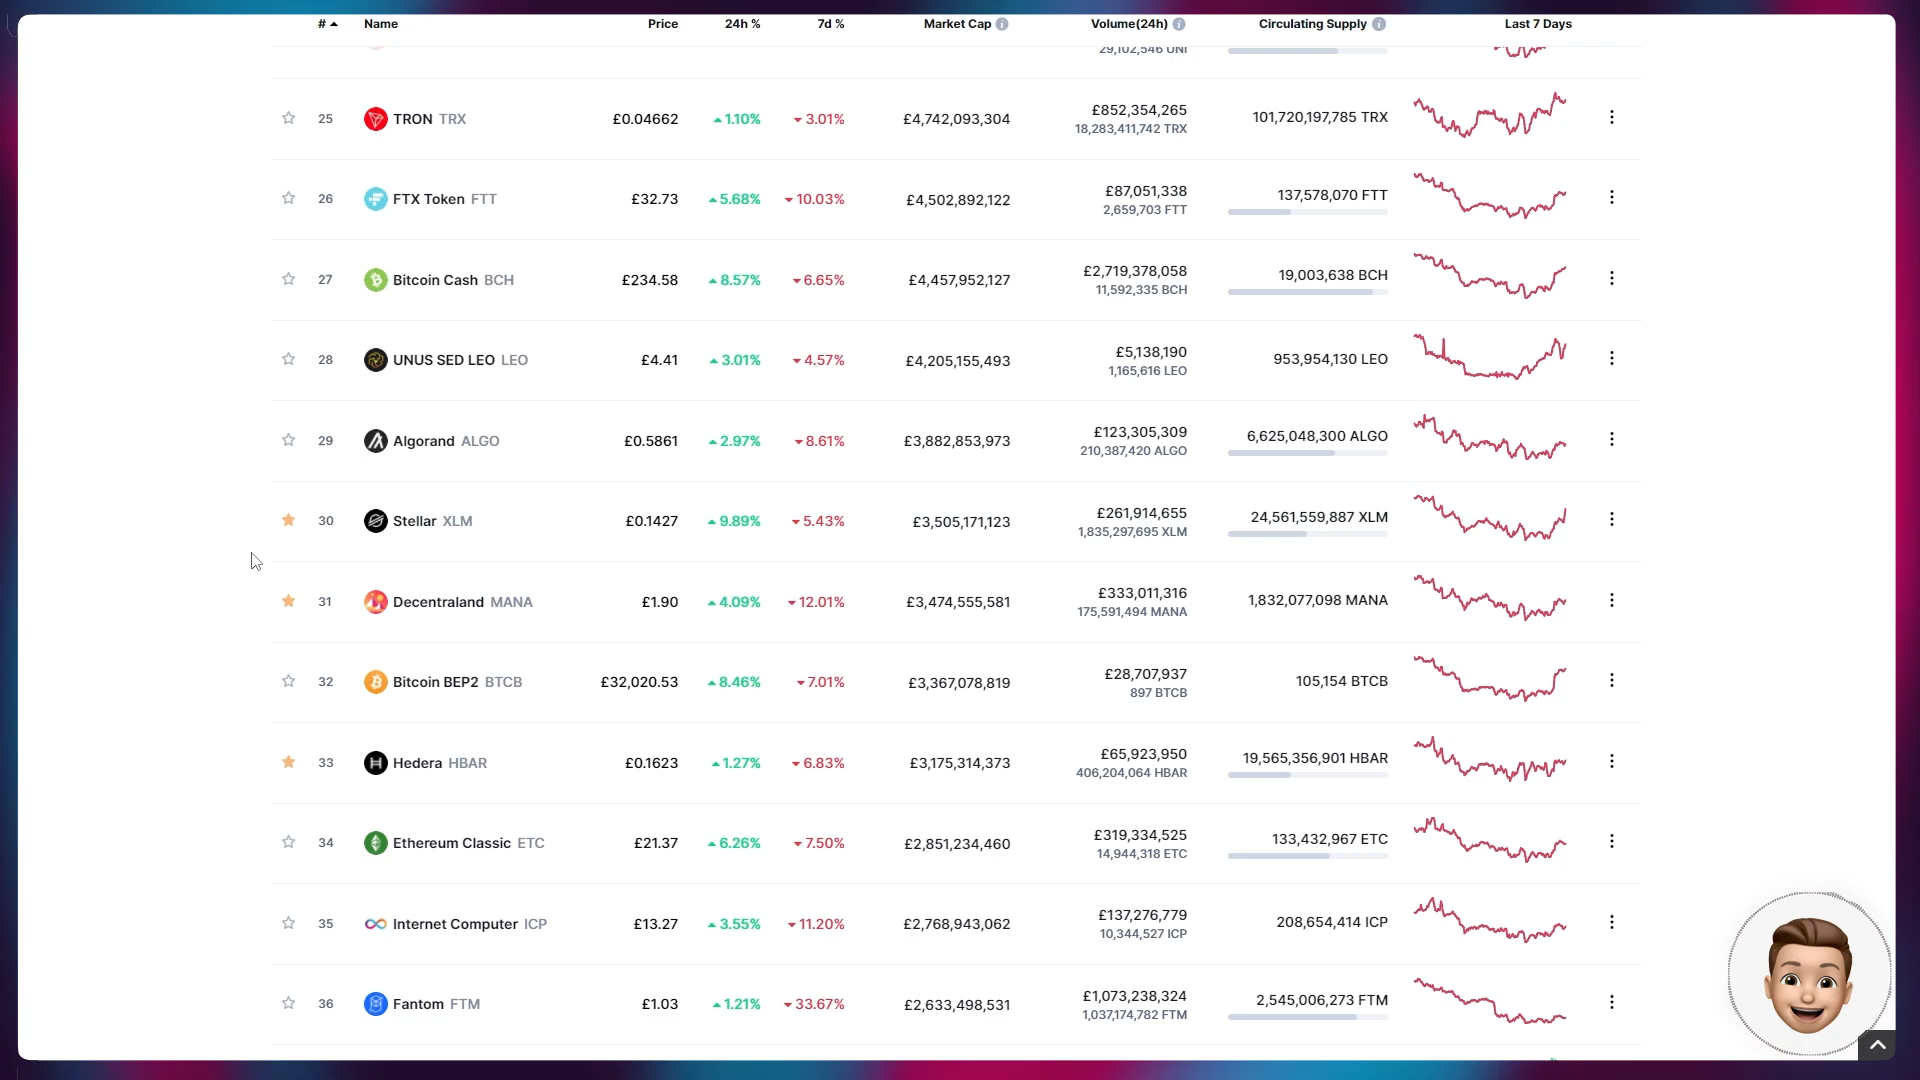 # Name Price 24h % 7d % Market Cap Volume(24h) Circulating Supply Last 7 Days
29,102,546 UNI
25 TRON TRX £0.04662 1.10% 3.01% £4,742,093,304 £852,354,265 101,720,197,785 TRX
18,283,411,742 TRX
26 FTX Token FTT £32.73 5.68% 10.03% £4,502,892,122 £87,051,338 137,578,070 FTT
2,659,703 FTT
27 Bitcoin Cash BCH £234.58 8.57% 6.65% £4,457,952,127 £2,719,378,058 19,003,638 BCH
11,592,335 BCH
28 UNUS SED LEO LEO £4.41 3.01% 4.57% £4,205,155,493 £5,138,190 953,954,130 LEO
1,165,616 LEO
29 Algorand ALGO £0.5861 2.97% 8.61% £3,882,853,973 £123,305,309 6,625,048,300 ALGO
210,387,420 ALGO
30 Stellar XLM £0.1427 9.89% 5.43% £3,505,171,123 £261,914,655 24,561,559,887 XLM
1,835,297,695 XLM
31 Decentraland MANA £1.90 4.09% 12.01% £3,474,555,581 £333,011,316 1,832,077,098 MANA
175,591,494 MANA
32 Bitcoin BEP2 BTCB £32,020.53 8.46% 7.01% £3,367,078,819 £28,707,937 105,154 BTCB
897 BTCB
33 Hedera HBAR £0.1623 1.27% 6.83% £3,175,314,373 £65,923,950 19,565,356,901 HBAR
406,204,064 HBAR
34 Ethereum Classic ETC £21.37 6.26% 7.50% £2,851,234,460 £319,334,525 133,432,967 ETC
14,944,318 ETC
35 Internet Computer ICP £13.27 3.55% 11.20% £2,768,943,062 £137,276,779 208,654,414 ICP
10,344,527 ICP
36 Fantom FTM £1.03 1.21% 33.67% £2,633,498,531 £1,073,238,324 2,545,006,273 FTM
1,037,174,782 FTM